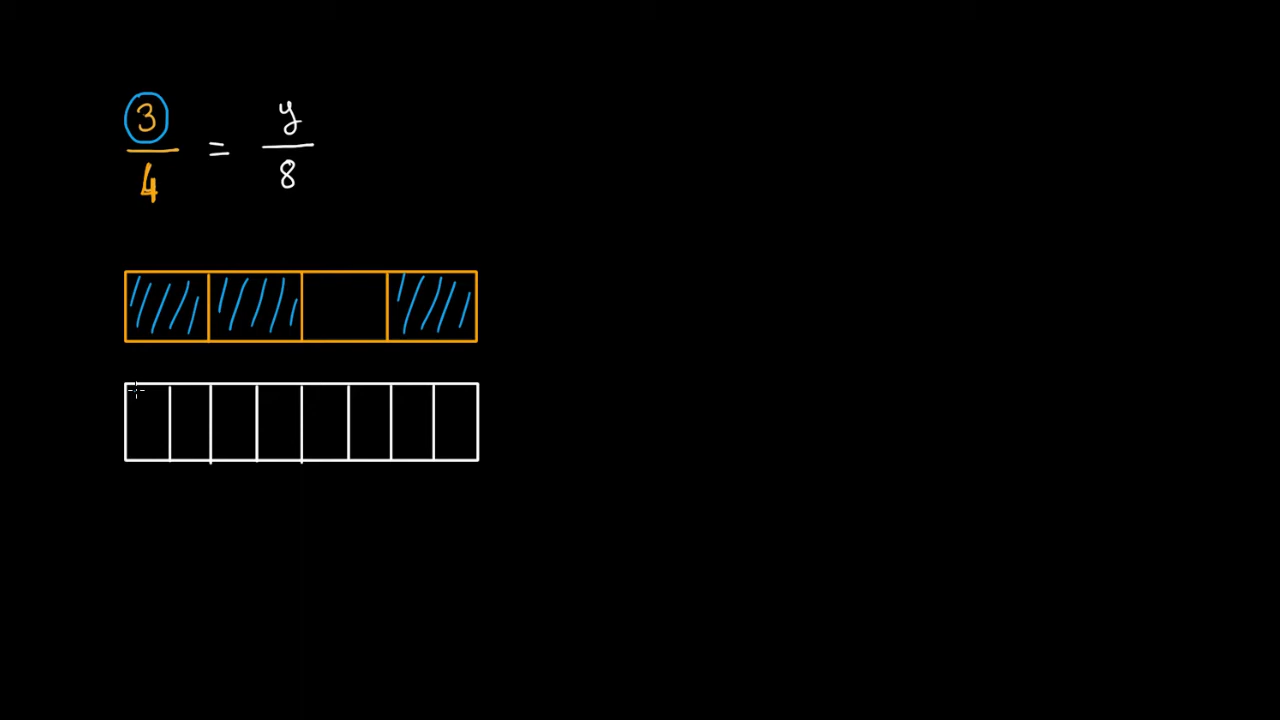 3/4 = y/8